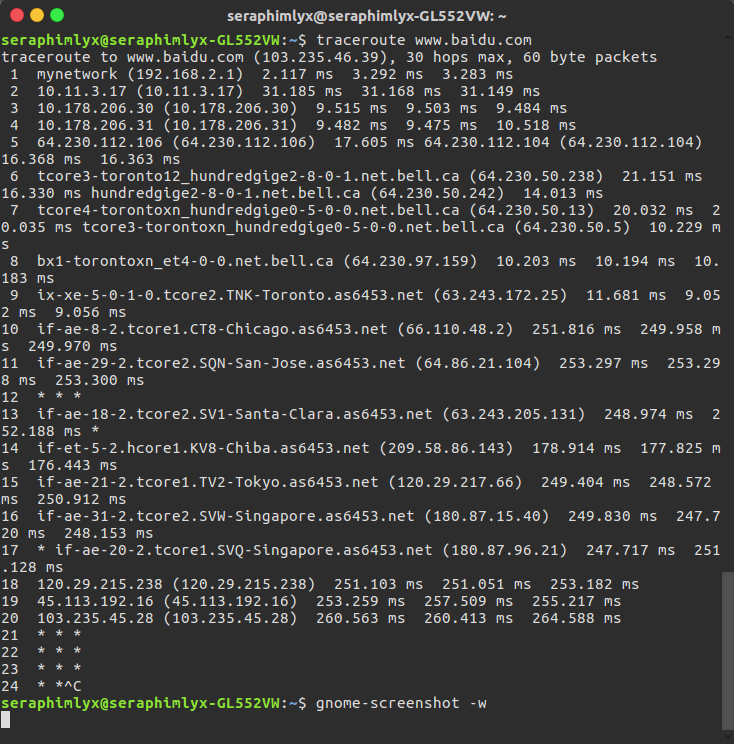 seraphimlyx@seraphimlyx-GL552VW: ~
seraphimlyx@seraphimlyx-GL552VW:~$ traceroute www.baidu.com
traceroute to www.baidu.com (103.235.46.39), 30 hops max, 60 byte packets
 1  mynetwork (192.168.2.1)  2.117 ms  3.292 ms  3.283 ms
 2  10.11.3.17 (10.11.3.17)  31.185 ms  31.168 ms  31.149 ms
 3  10.178.206.30 (10.178.206.30)  9.515 ms  9.503 ms  9.484 ms
 4  10.178.206.31 (10.178.206.31)  9.482 ms  9.475 ms  10.518 ms
 5  64.230.112.106 (64.230.112.106)  17.605 ms 64.230.112.104 (64.230.112.104)
16.368 ms  16.363 ms
 6  tcore3-toronto12_hundredgige2-8-0-1.net.bell.ca (64.230.50.238)  21.151 ms
16.330 ms hundredgige2-8-0-1.net.bell.ca (64.230.50.242)  14.013 ms
 7  tcore4-torontoxn_hundredgige0-5-0-0.net.bell.ca (64.230.50.13)  20.032 ms  2
0.035 ms tcore3-torontoxn_hundredgige0-5-0-0.net.bell.ca (64.230.50.5)  10.229 m
s
 8  bx1-torontoxn_et4-0-0.net.bell.ca (64.230.97.159)  10.203 ms  10.194 ms  10.
183 ms
 9  ix-xe-5-0-1-0.tcore2.TNK-Toronto.as6453.net (63.243.172.25)  11.681 ms  9.05
2 ms  9.056 ms
10  if-ae-8-2.tcore1.CT8-Chicago.as6453.net (66.110.48.2)  251.816 ms  249.958 m
s  249.970 ms
11  if-ae-29-2.tcore2.SQN-San-Jose.as6453.net (64.86.21.104)  253.297 ms  253.29
8 ms  253.300 ms
12  * * *
13  if-ae-18-2.tcore2.SV1-Santa-Clara.as6453.net (63.243.205.131)  248.974 ms  2
52.188 ms *
14  if-et-5-2.hcore1.KV8-Chiba.as6453.net (209.58.86.143)  178.914 ms  177.825 m
s  176.443 ms
15  if-ae-21-2.tcore1.TV2-Tokyo.as6453.net (120.29.217.66)  249.404 ms  248.572
ms  250.912 ms
16  if-ae-31-2.tcore2.SVW-Singapore.as6453.net (180.87.15.40)  249.830 ms  247.7
20 ms  248.153 ms
17  * if-ae-20-2.tcore1.SVQ-Singapore.as6453.net (180.87.96.21)  247.717 ms  251
.128 ms
18  120.29.215.238 (120.29.215.238)  251.103 ms  251.051 ms  253.182 ms
19  45.113.192.16 (45.113.192.16)  253.259 ms  257.509 ms  255.217 ms
20  103.235.45.28 (103.235.45.28)  260.563 ms  260.413 ms  264.588 ms
21  * * *
22  * * *
23  * * *
24  * *^C
seraphimlyx@seraphimlyx-GL552VW:~$ gnome-screenshot -w